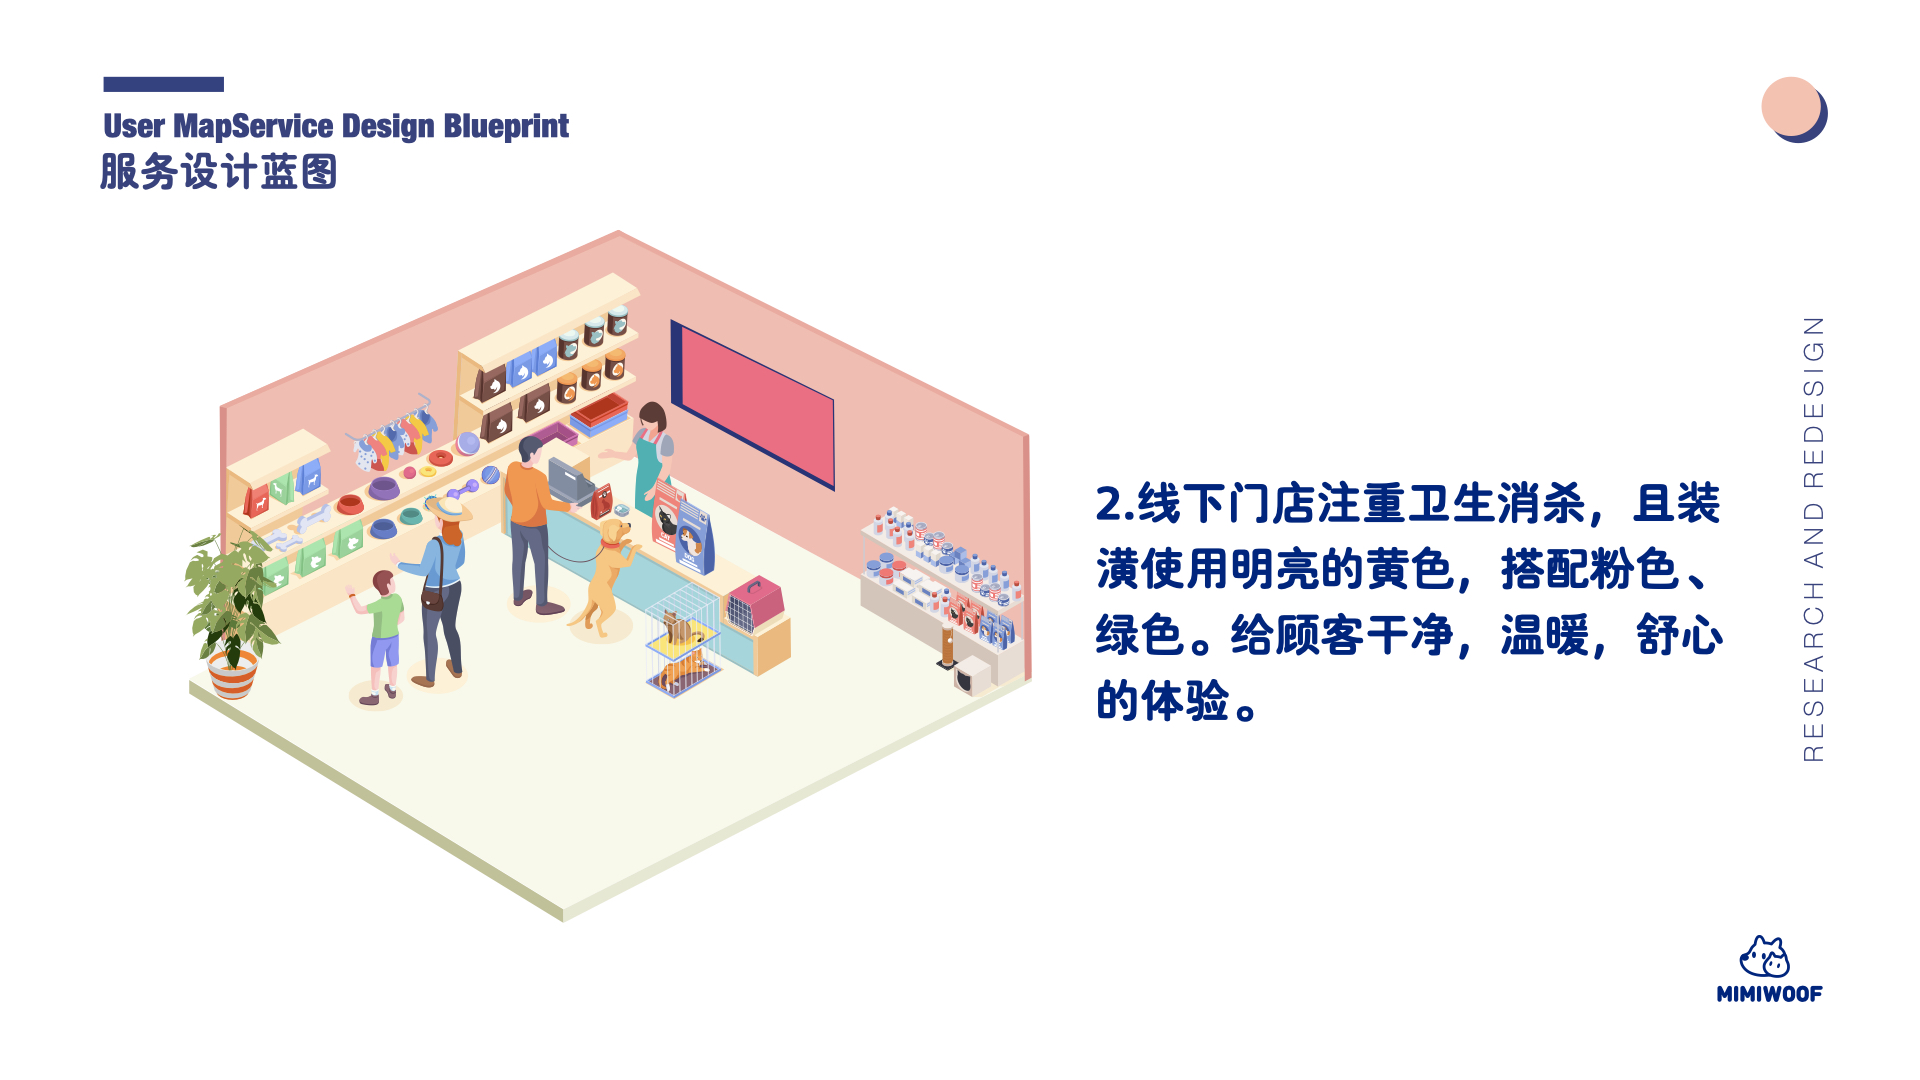 User MapService Design Blueprint
服务设计蓝图
2.线下门店注重卫生消杀，且装
潢使用明亮的黄色，搭配粉色、
绿色。给顾客干净，温暖，舒心
的体验。
RESEARCH AND REDESIGN
MIMIWOOF